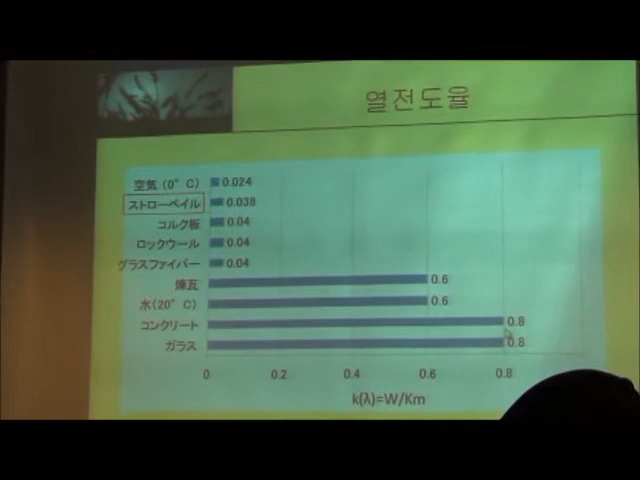 열전도율
空気 (0°C) 0.024
ストローベイル 0.038
コルク板 0.04
ロックウール 0.04
グラスファイバー 0.04
煉瓦 0.6
水(20°C) 0.6
コンクリート 0.8
ガラス 0.8
0 0.2 0.4 0.6 0.8
k(λ)=W/Km